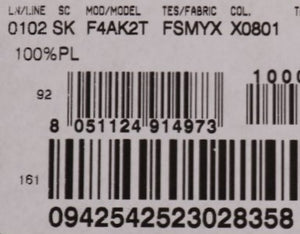 LN/LINE SC MOD/MODEL TES/FABRIC COL.
0102 SK F4AK2T FSMYX X0801
100%PL
1000
92
8 051124 914973
161
0942542523028358